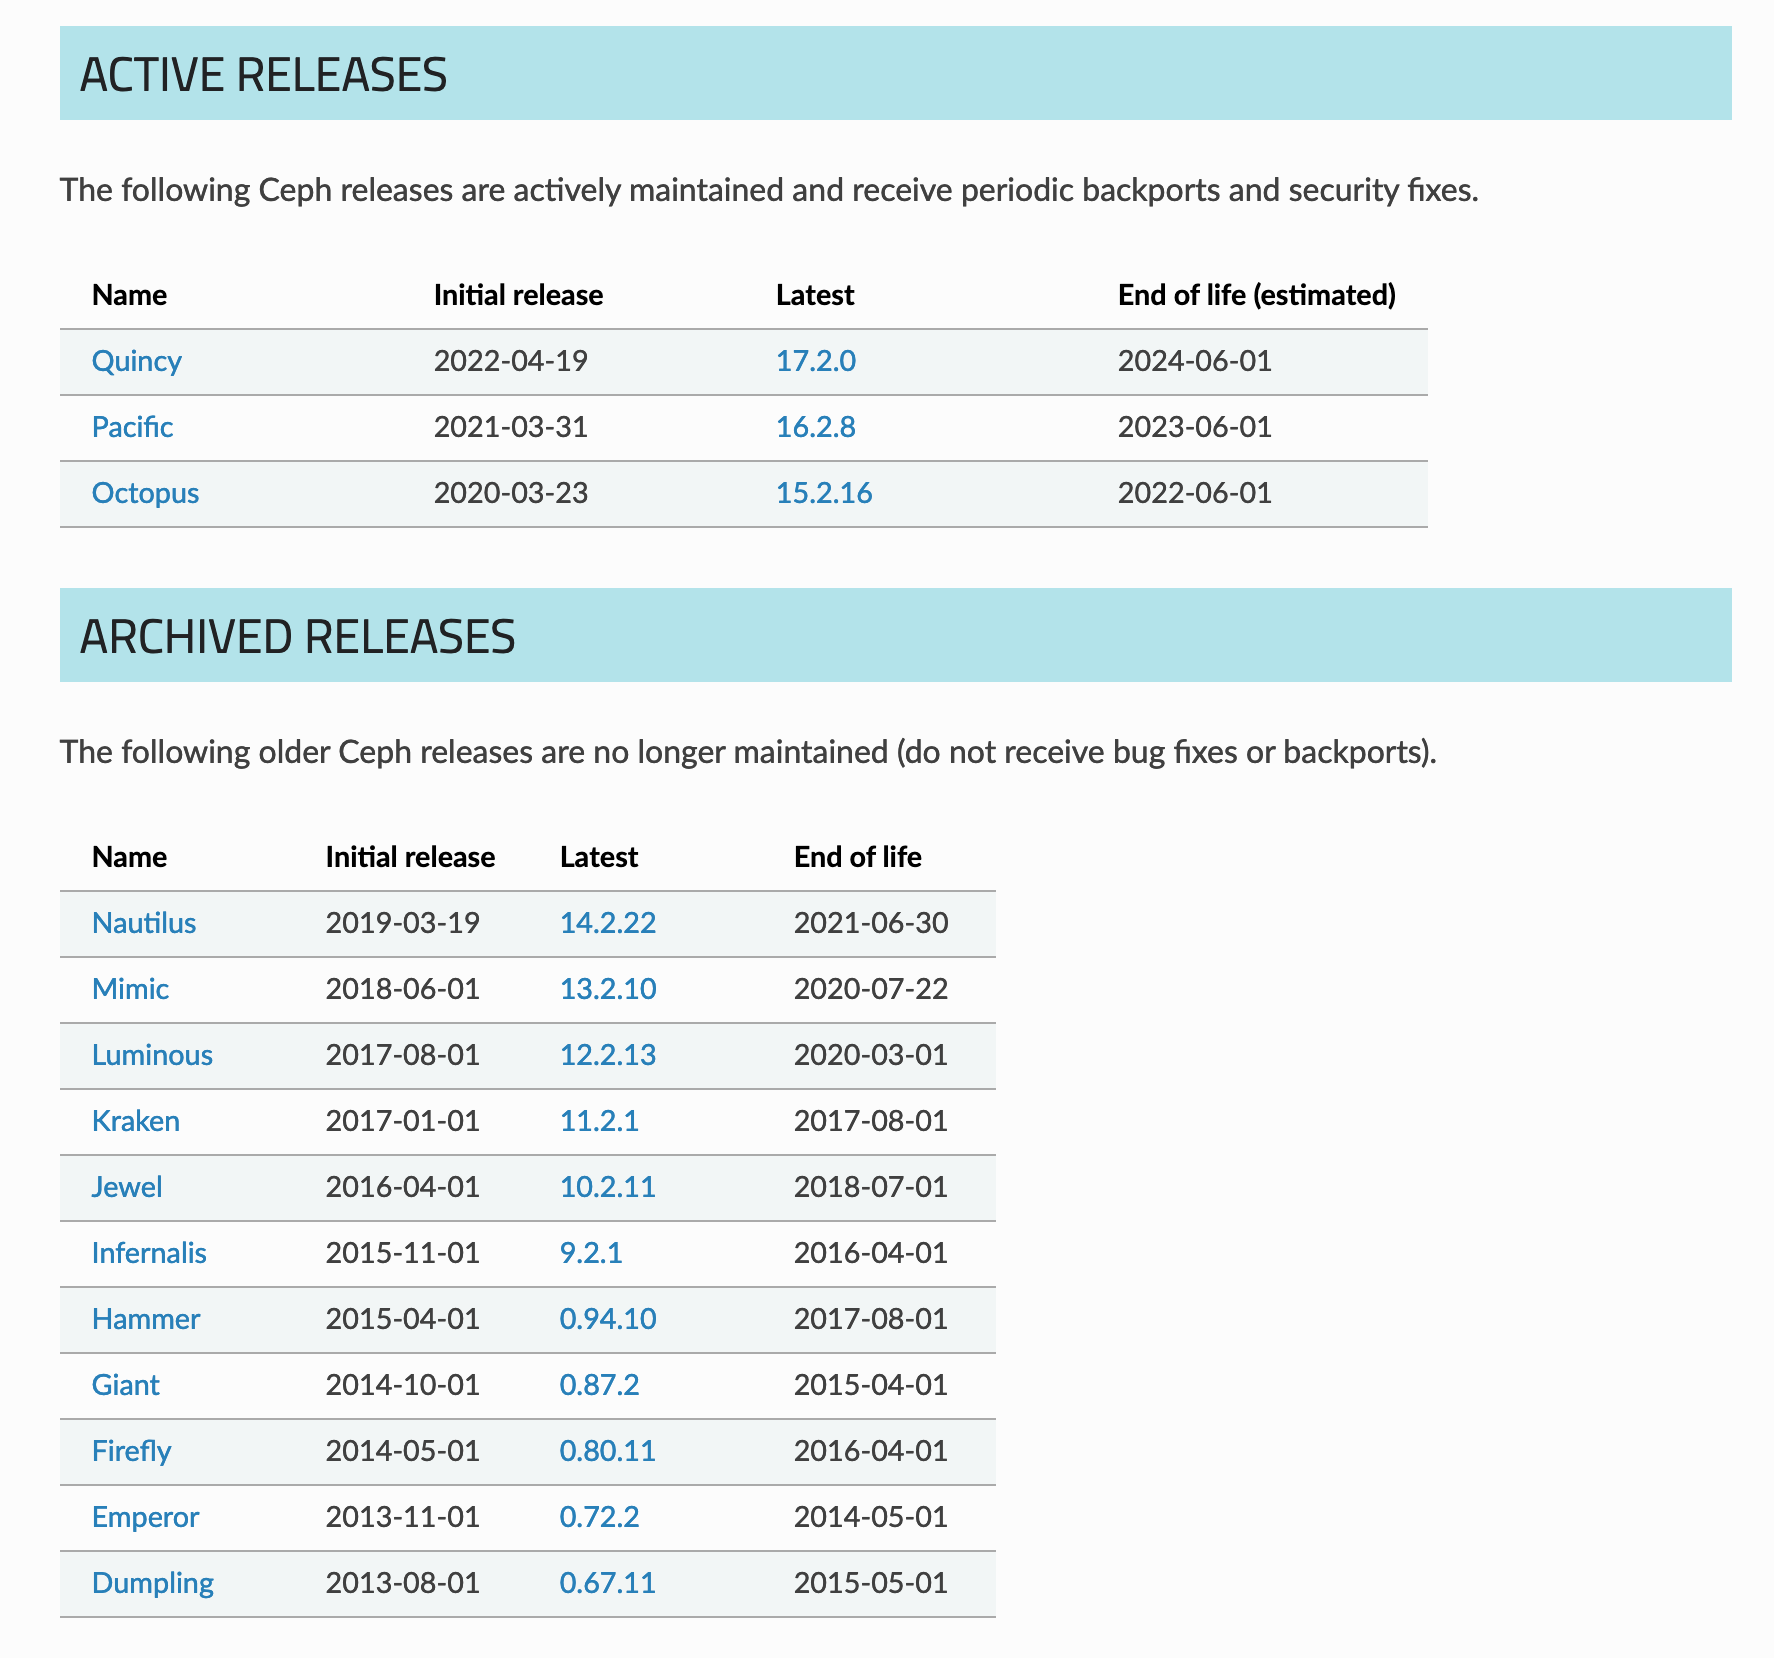 ACTIVE RELEASES
The following Ceph releases are actively maintained and receive periodic backports and security fixes.
Name Initial release Latest End of life (estimated)
Quincy 2022-04-19 17.2.0 2024-06-01
Pacific 2021-03-31 16.2.8 2023-06-01
Octopus 2020-03-23 15.2.16 2022-06-01
ARCHIVED RELEASES
The following older Ceph releases are no longer maintained (do not receive bug fixes or backports).
Name Initial release Latest End of life
Nautilus 2019-03-19 14.2.22 2021-06-30
Mimic 2018-06-01 13.2.10 2020-07-22
Luminous 2017-08-01 12.2.13 2020-03-01
Kraken 2017-01-01 11.2.1 2017-08-01
Jewel 2016-04-01 10.2.11 2018-07-01
Infernalis 2015-11-01 9.2.1 2016-04-01
Hammer 2015-04-01 0.94.10 2017-08-01
Giant 2014-10-01 0.87.2 2015-04-01
Firefly 2014-05-01 0.80.11 2016-04-01
Emperor 2013-11-01 0.72.2 2014-05-01
Dumpling 2013-08-01 0.67.11 2015-05-01